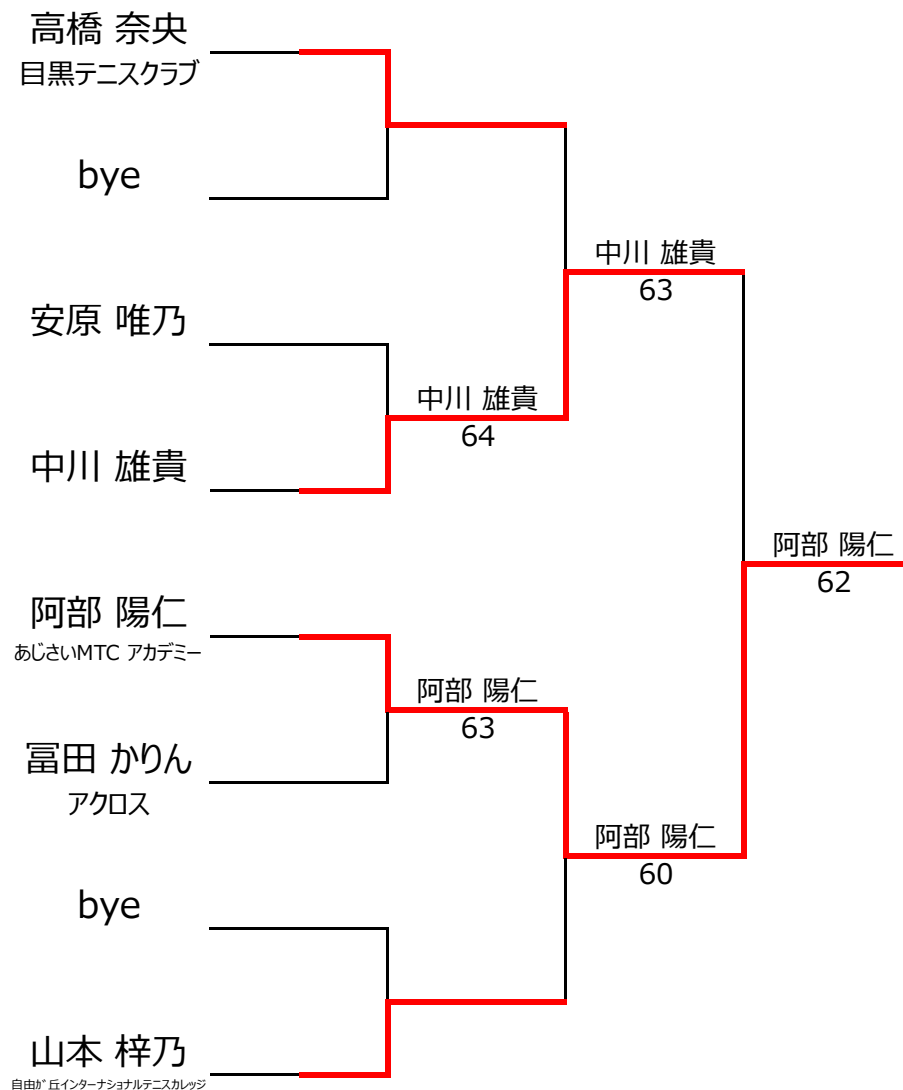 高橋 奈央
目黒テニスクラブ
bye
安原 唯乃
中川 雄貴
阿部 陽仁
あじさいMTC アカデミー
冨田 かりん
アクロス
bye
山本 梓乃
自由ガ丘インターナショナルテニスカレッジ
中川 雄貴
64
阿部 陽仁
63
中川 雄貴
63
阿部 陽仁
60
阿部 陽仁
62